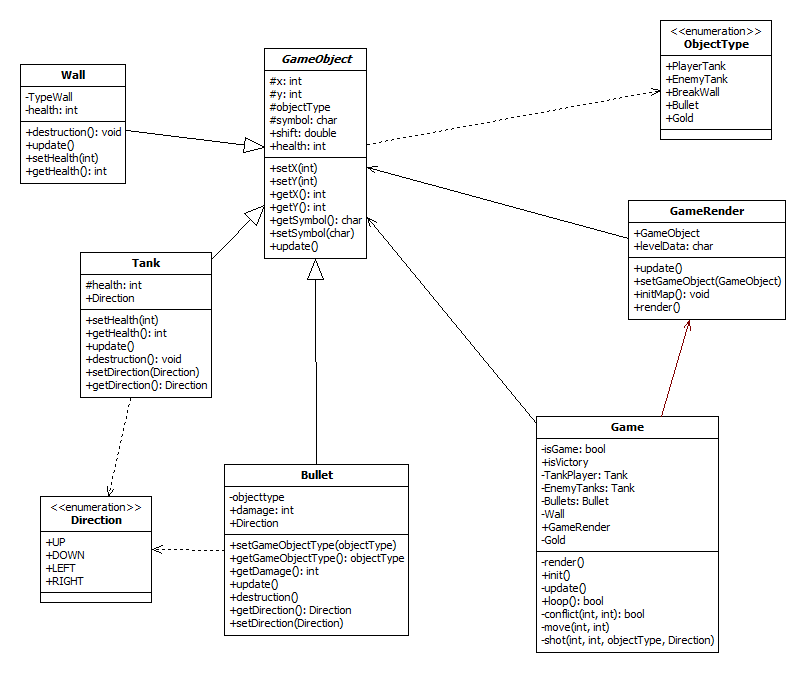 <<enumeration>>
ObjectType
+PlayerTank
+EnemyTank
+BreakWall
+Bullet
+Gold
GameObject
#x: int
#y: int
#objectType
#symbol: char
+shift: double
+health: int
+setX(int)
+setY(int)
+getX(): int
+getY(): int
+getSymbol(): char
+setSymbol(char)
+update()
Wall
-TypeWall
-health: int
+destruction(): void
+update()
+setHealth(int)
+getHealth(): int
GameRender
+GameObject
+levelData: char
+update()
+setGameObject(GameObject)
+initMap(): void
+render()
Tank
#health: int
+Direction
+setHealth(int)
+getHealth(): int
+update()
+destruction(): void
+setDirection(Direction)
+getDirection(): Direction
Game
-isGame: bool
+isVictory
-TankPlayer: Tank
-EnemyTanks: Tank
-Bullets: Bullet
-Wall
+GameRender
-Gold
-render()
+init()
-update()
+loop(): bool
-conflict(int, int): bool
-move(int, int)
-shot(int, int, objectType, Direction)
Bullet
-objecttype
+damage: int
+Direction
+setGameObjectType(objectType)
+getGameObjectType(): objectType
+getDamage(): int
+update()
+destruction()
+getDirection(): Direction
+setDirection(Direction)
<<enumeration>>
Direction
+UP
+DOWN
+LEFT
+RIGHT